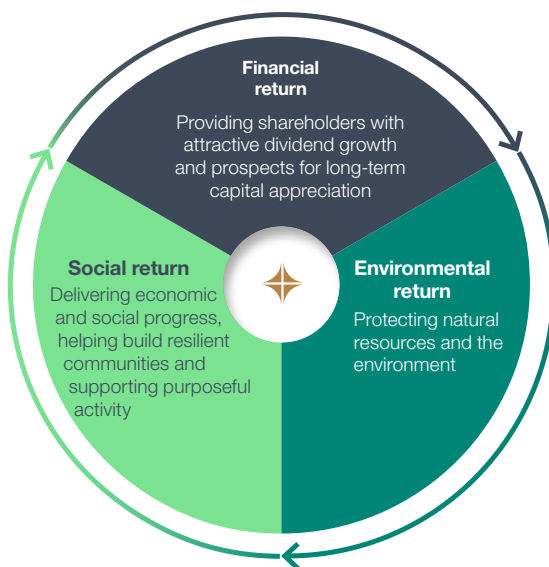 Financial
return
Providing shareholders with
attractive dividend growth
and prospects for long-term
capital appreciation
Social return
Delivering economic
and social progress,
helping build resilient
communities and
supporting purposeful
activity
Environmental
return
Protecting natural
resources and the
environment